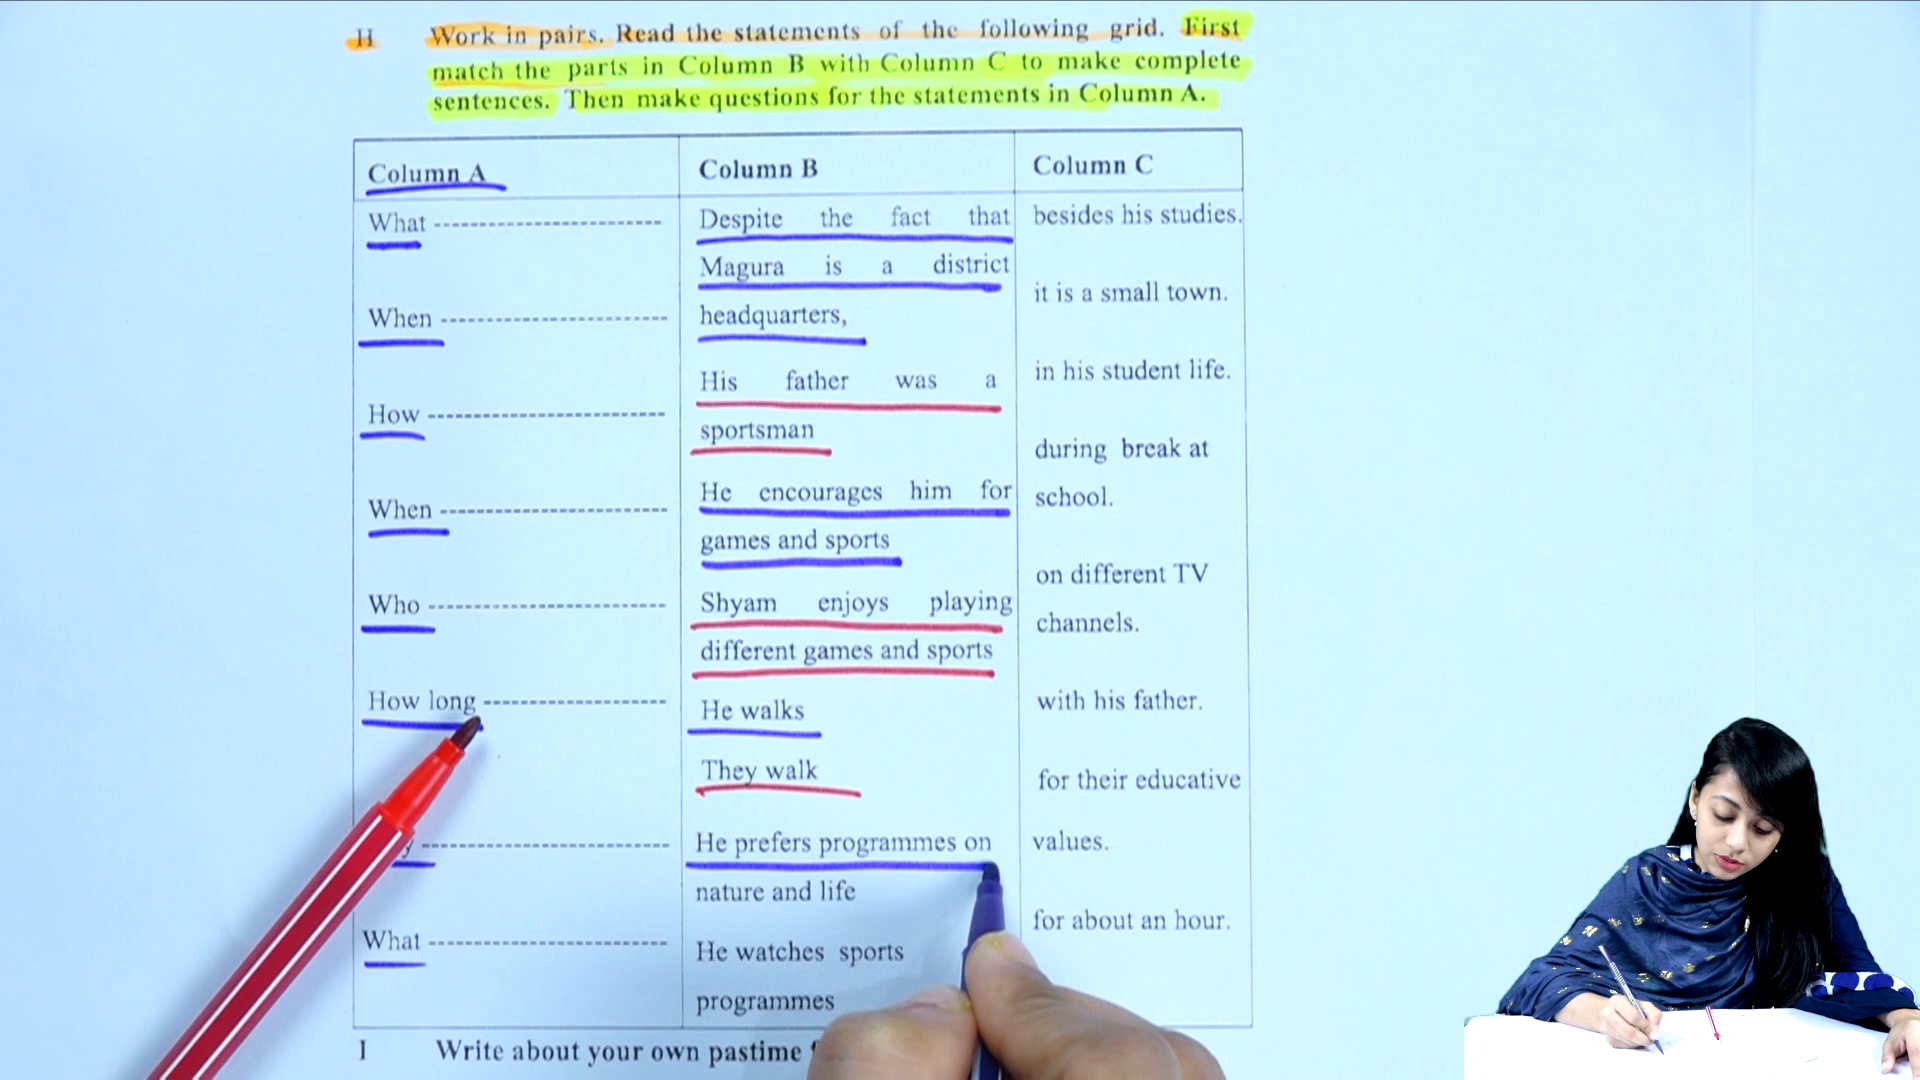 H Work in pairs. Read the statements of the following grid. First
match the parts in Column B with Column C to make complete
sentences. Then make questions for the statements in Column A.
Column A
What --------------------
When --------------------
How --------------------
When --------------------
Who --------------------
How long ----------------
--------------------
What --------------------
Column B
Despite the fact that
Magura is a district
headquarters,
His father was a
sportsman
He encourages him for
games and sports
Shyam enjoys playing
different games and sports
He walks
They walk
He prefers programmes on
nature and life
He watches sports
programmes
Column C
besides his studies.
it is a small town.
in his student life.
during break at
school.
on different TV
channels.
with his father.
for their educative
values.
for about an hour.
I Write about your own pastime